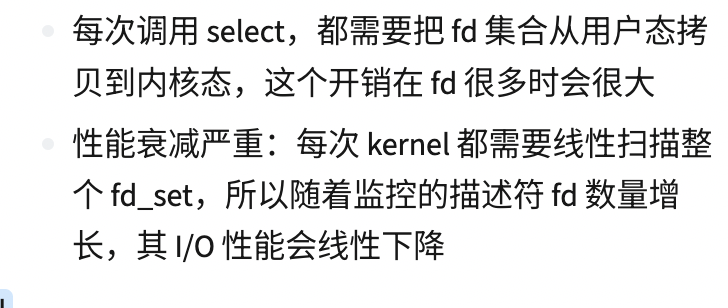 每次调用 select，都需要把 fd 集合从用户态拷
贝到内核态，这个开销在 fd 很多时会很大
性能衰减严重：每次 kernel 都需要线性扫描整
个 fd_set，所以随着监控的描述符 fd 数量增
长，其 I/O 性能会线性下降